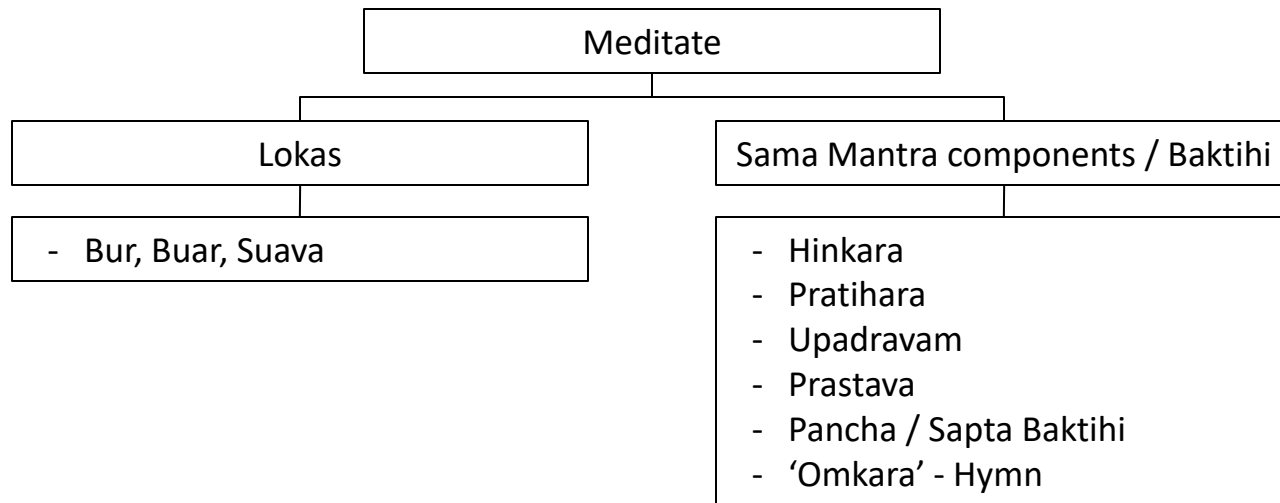 Meditate
Lokas
Sama Mantra components / Baktihi
- Bur, Buar, Suava
- Hinkara
- Pratihara
- Upadravam
- Prastava
- Pancha / Sapta Baktihi
- ‘Omkara’ - Hymn